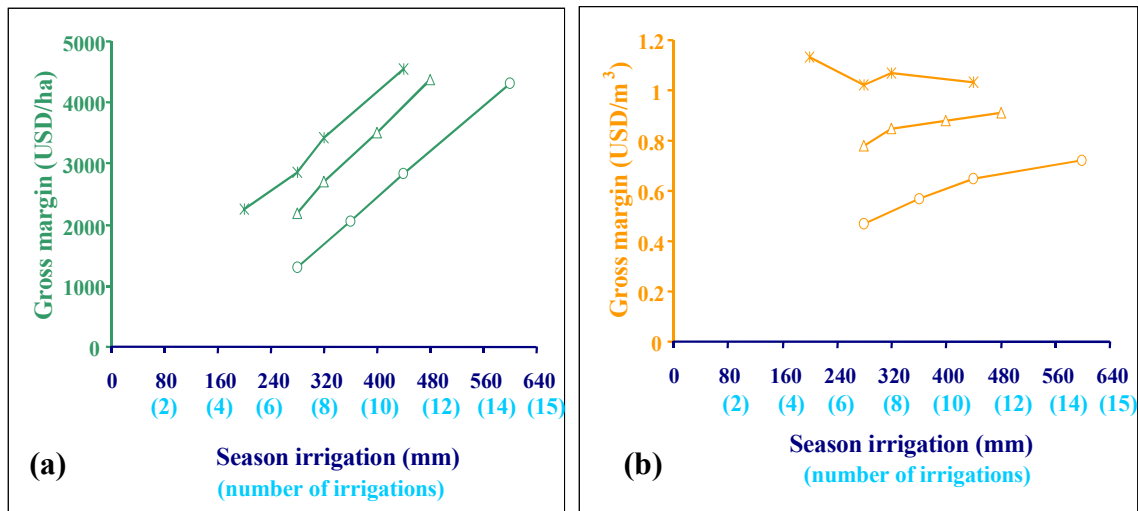 Gross margin (USD/ha)
5000
4000
3000
2000
1000
0
0 80 160 240 320 400 480 560 640
(2) (4) (6) (8) (10) (12) (14) (15)
Season irrigation (mm)
(number of irrigations)
(a)
Gross margin (USD/m³)
1.2
1
0.8
0.6
0.4
0.2
0
0 80 160 240 320 400 480 560 640
(2) (4) (6) (8) (10) (12) (14) (15)
Season irrigation (mm)
(number of irrigations)
(b)